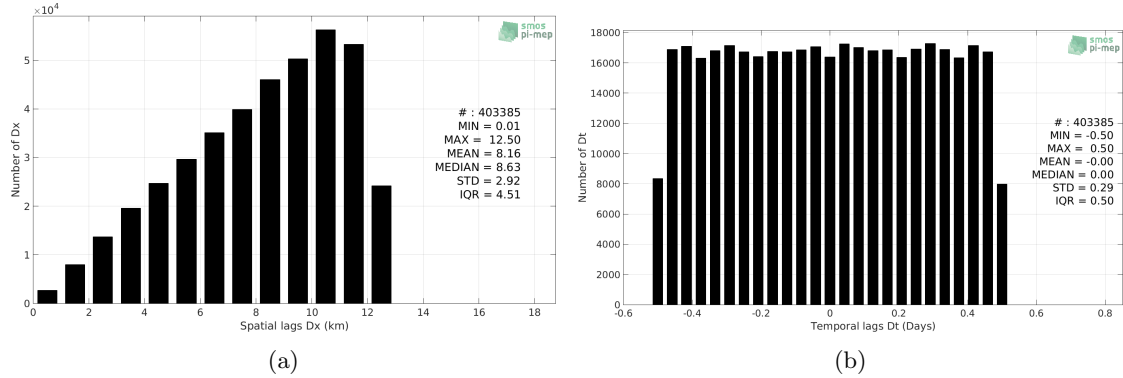 ×10⁴
5
4
3
2
1
0
Number of Dx
0 2 4 6 8 10 12 14 16 18
Spatial lags Dx (km)
smos
pi-mep
# : 403385
MIN = 0.01
MAX = 12.50
MEAN = 8.16
MEDIAN = 8.63
STD = 2.92
IQR = 4.51
(a)
18000
16000
14000
12000
10000
8000
6000
4000
2000
0
Number of Dt
-0.6 -0.4 -0.2 0 0.2 0.4 0.6 0.8
Temporal lags Dt (Days)
smos
pi-mep
# : 403385
MIN = -0.50
MAX = 0.50
MEAN = -0.00
MEDIAN = 0.00
STD = 0.29
IQR = 0.50
(b)